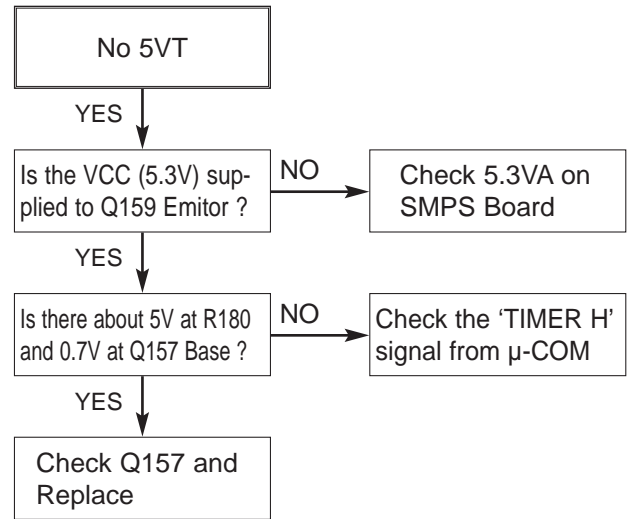 No 5VT
YES
Is the VCC (5.3V) sup-
plied to Q159 Emitor ?
NO
Check 5.3VA on
SMPS Board
YES
Is there about 5V at R180
and 0.7V at Q157 Base ?
NO
Check the ‘TIMER H’
signal from µ-COM
YES
Check Q157 and
Replace